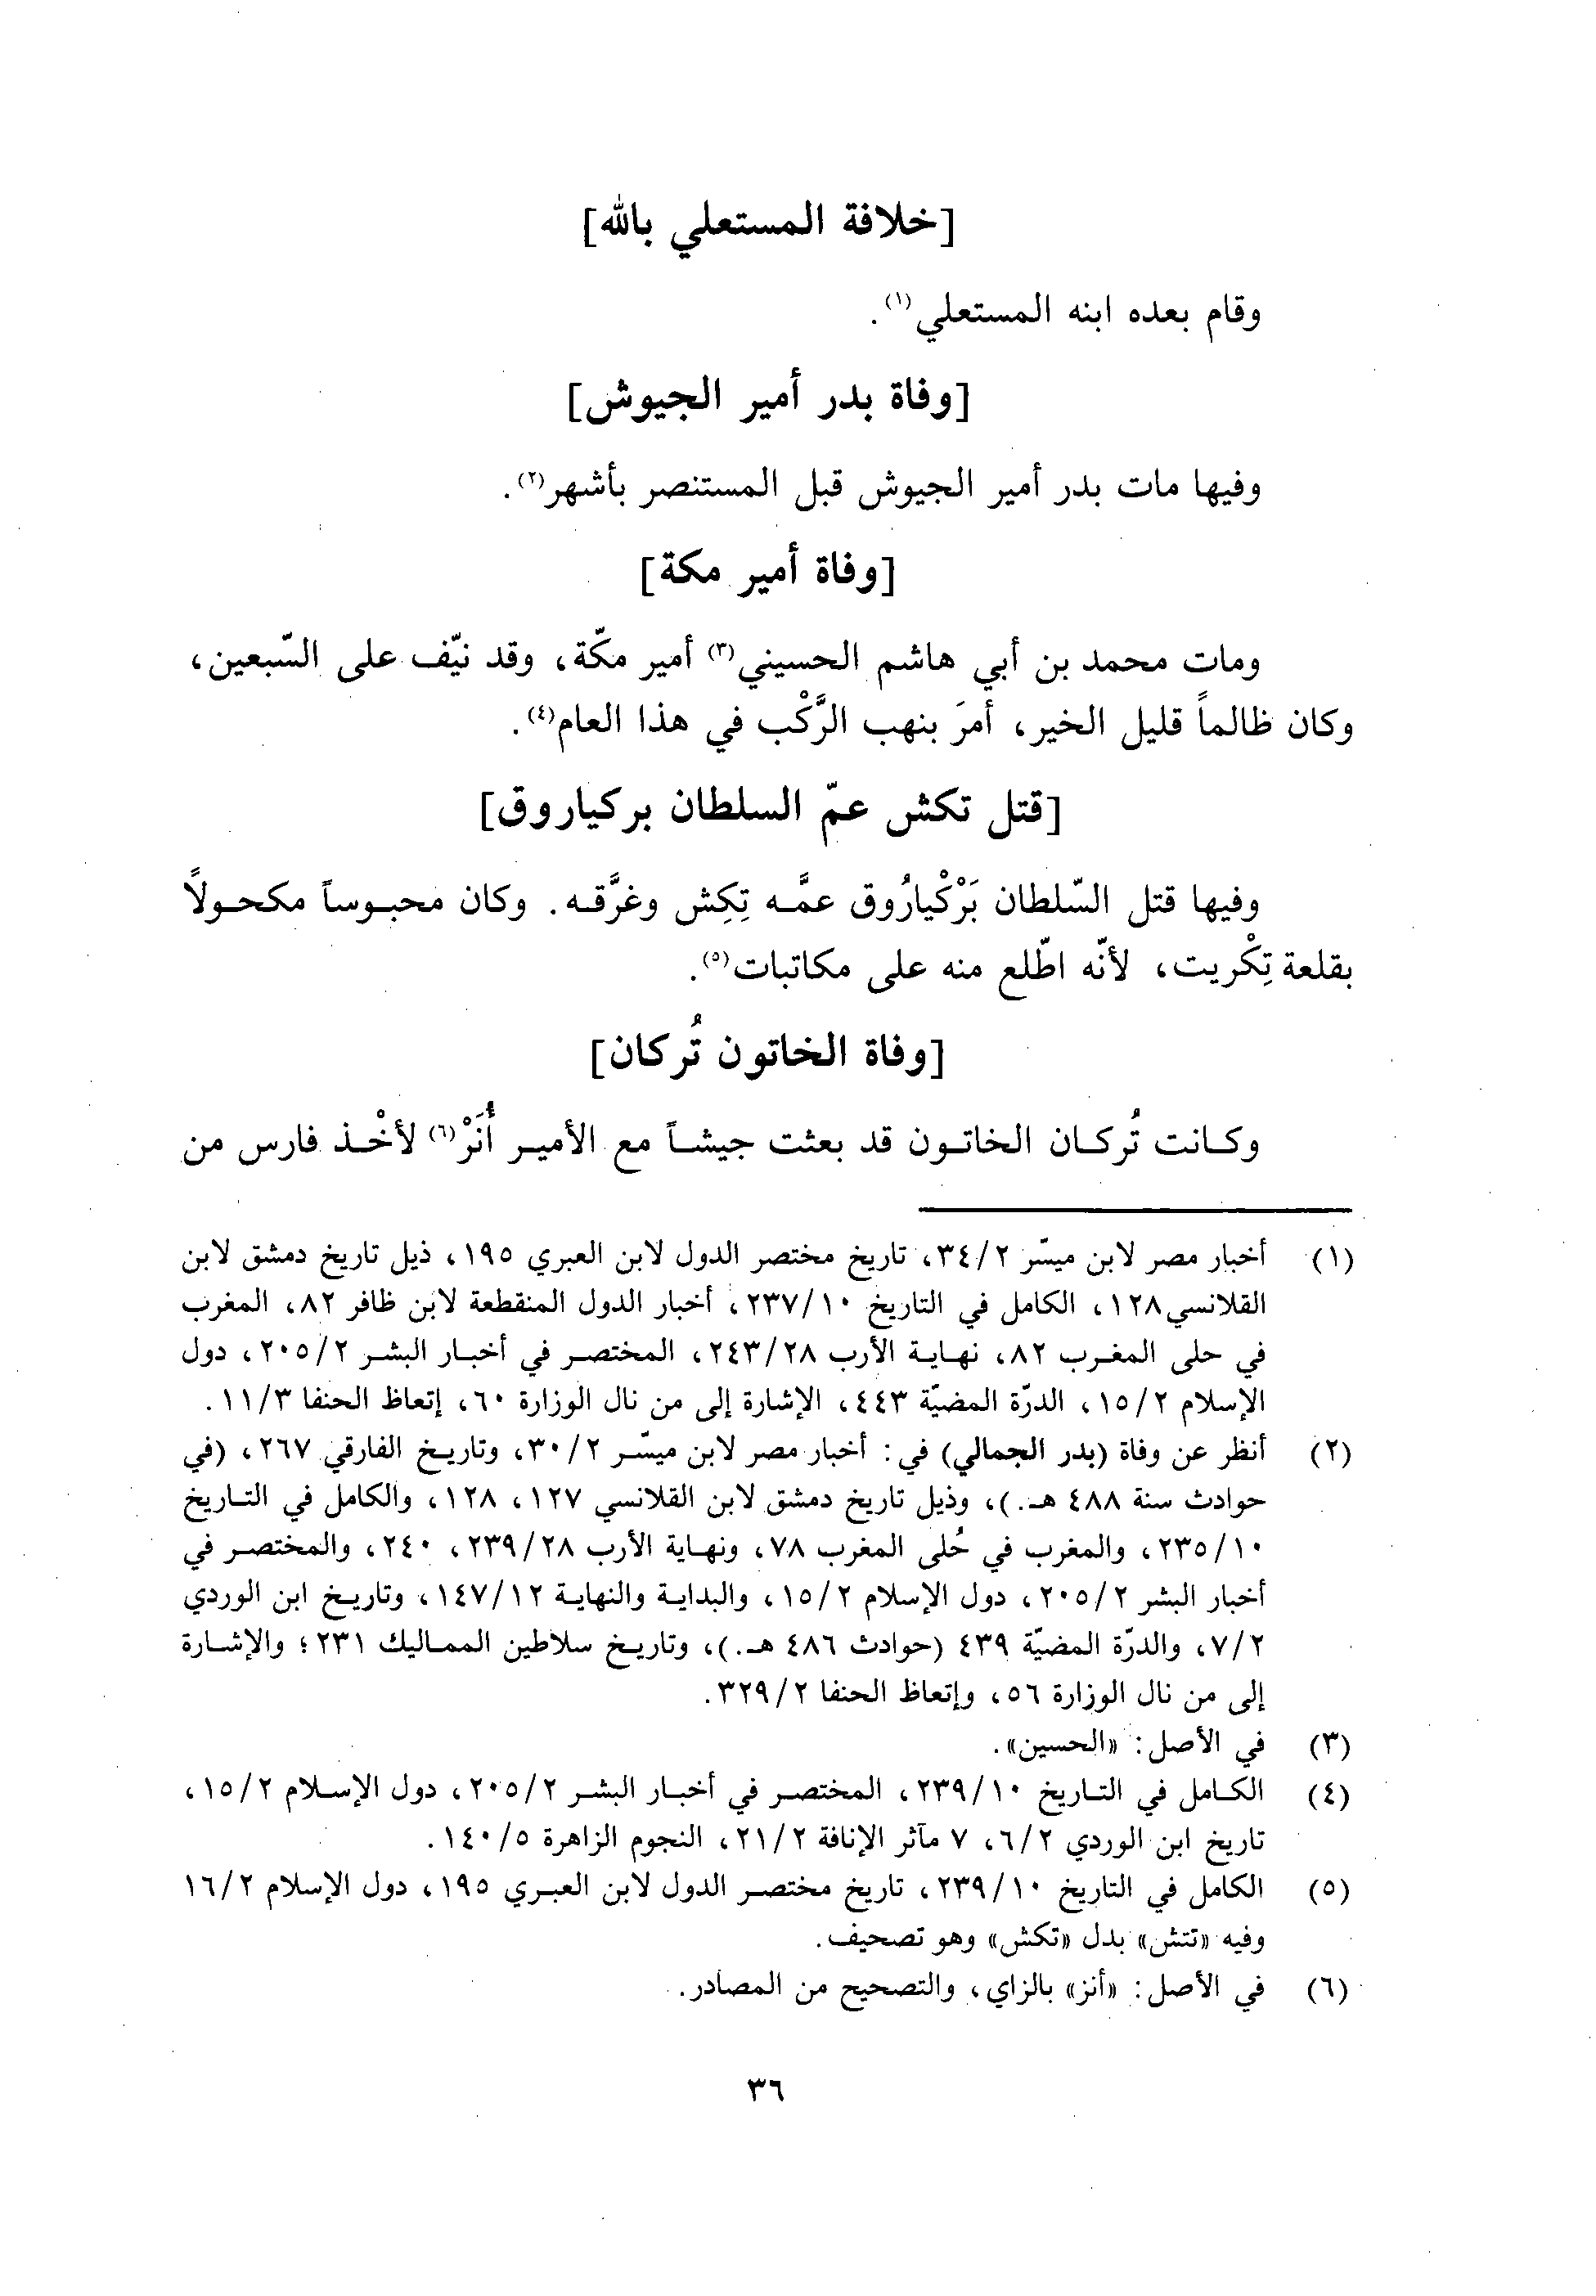 [خلافة المستعلي بالله]
وقام بعده ابنه المستعلي(١).
[وفاة بدر أمير الجيوش]
وفيها مات بدر أمير الجيوش قبل المستنصر بأشهر(٢).
[وفاة أمير مكة]
ومات محمد بن أبي هاشم الحسيني(٣) أمير مكّة، وقد نيّف على السّبعين،
وكان ظالماً قليل الخير، أمرَ بنهب الرَّكْب في هذا العام(٤).
[قتل تكش عمّ السلطان بركياروق]
وفيها قتل السّلطان بَرْكْيارُوق عمَّه تِكِش وغرَّقه. وكان محبوساً مكحولاً
بقلعة تِكْريت، لأنّه اطّلع منه على مكاتبات(٥).
[وفاة الخاتون تُركان]
وكانت تُركان الخاتون قد بعثت جيشاً مع الأمير أُنَرْ(٦) لأخْذ فارس من
(١) أخبار مصر لابن ميسّر ٣٤/٢، تاريخ مختصر الدول لابن العبري ١٩٥، ذيل تاريخ دمشق لابن
القلانسي ١٢٨، الكامل في التاريخ ٢٣٧/١٠، أخبار الدول المنقطعة لابن ظافر ٨٢، المغرب
في حلى المغرب ٨٢، نهاية الأرب ٢٤٣/٢٨، المختصر في أخبار البشر ٢٠٥/٢، دول
الإسلام ١٥/٢، الدرّة المضيّة ٤٤٣، الإشارة إلى من نال الوزارة ٦٠، إتعاظ الحنفا ١١/٣.
(٢) أنظر عن وفاة (بدر الجمالي) في: أخبار مصر لابن ميسّر ٣٠/٢، وتاريخ الفارقي ٢٦٧، (في
حوادث سنة ٤٨٨ هـ.)، وذيل تاريخ دمشق لابن القلانسي ١٢٧، ١٢٨، والكامل في التاريخ
٢٣٥/١٠، والمغرب في حُلى المغرب ٧٨، ونهاية الأرب ٢٣٩/٢٨، ٢٤٠، والمختصر في
أخبار البشر ٢٠٥/٢، دول الإسلام ١٥/٢، والبداية والنهاية ١٤٧/١٢، وتاريخ ابن الوردي
٧/٢، والدرّة المضيّة ٤٣٩ (حوادث ٤٨٦ هـ.)، وتاريخ سلاطين المماليك ٢٣١؛ والإشارة
إلى من نال الوزارة ٥٦، وإتعاظ الحنفا ٣٢٩/٢.
(٣) في الأصل: «الحسين».
(٤) الكامل في التاريخ ٢٣٩/١٠، المختصر في أخبار البشر ٢٠٥/٢، دول الإسلام ١٥/٢،
تاريخ ابن الوردي ٦/٢، ٧ مآثر الإنافة ٢١/٢، النجوم الزاهرة ١٤٠/٥.
(٥) الكامل في التاريخ ٢٣٩/١٠، تاريخ مختصر الدول لابن العبري ١٩٥، دول الإسلام ١٦/٢
وفيه «تتش» بدل «تكش» وهو تصحيف.
(٦) في الأصل: «أنز» بالزاي، والتصحيح من المصادر.
٣٦